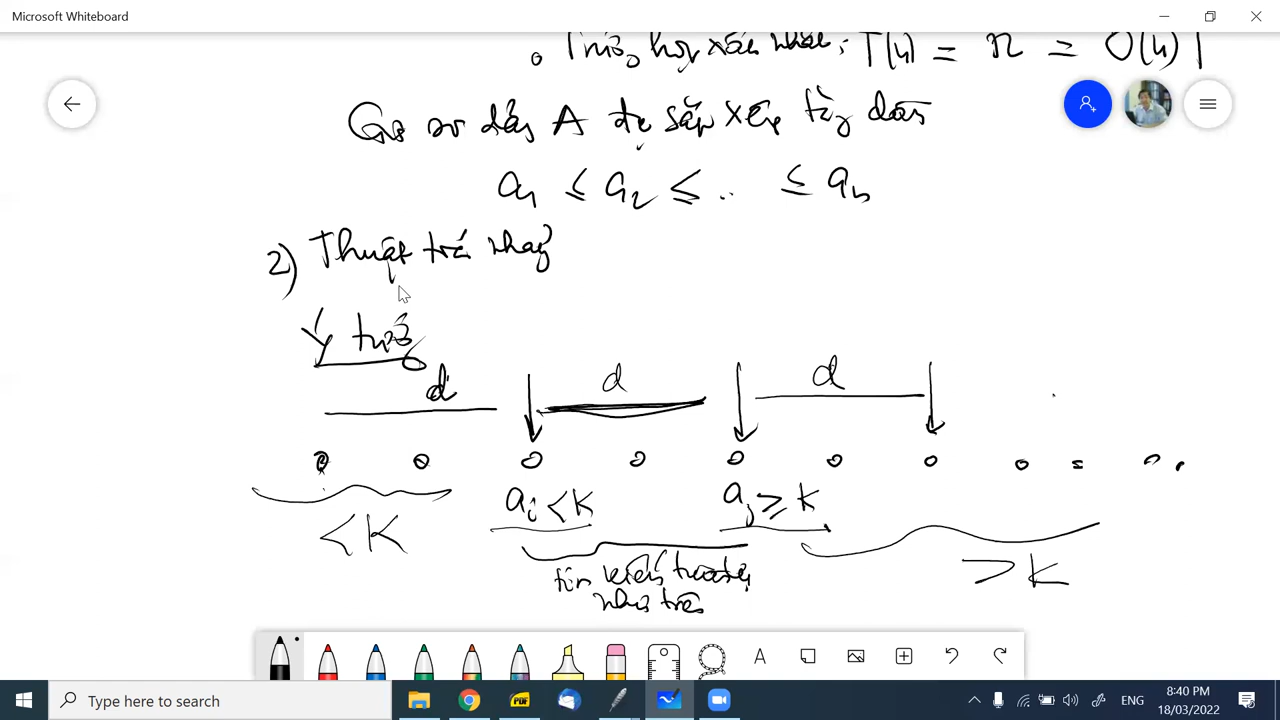 Microsoft Whiteboard
Trường hợp xấu nhất: T(n) = n = O(n)
Giả sử dãy A đc sắp xếp tăng dần
a₁ ≤ a₂ ≤ .. ≤ aₙ
2) Thuật toán nhảy
Ý tưởng
d d d
aᵢ < K aⱼ ≥ K
< K > K
tìm kiếm tuần tự
như trên
Type here to search
ENG
8:40 PM
18/03/2022